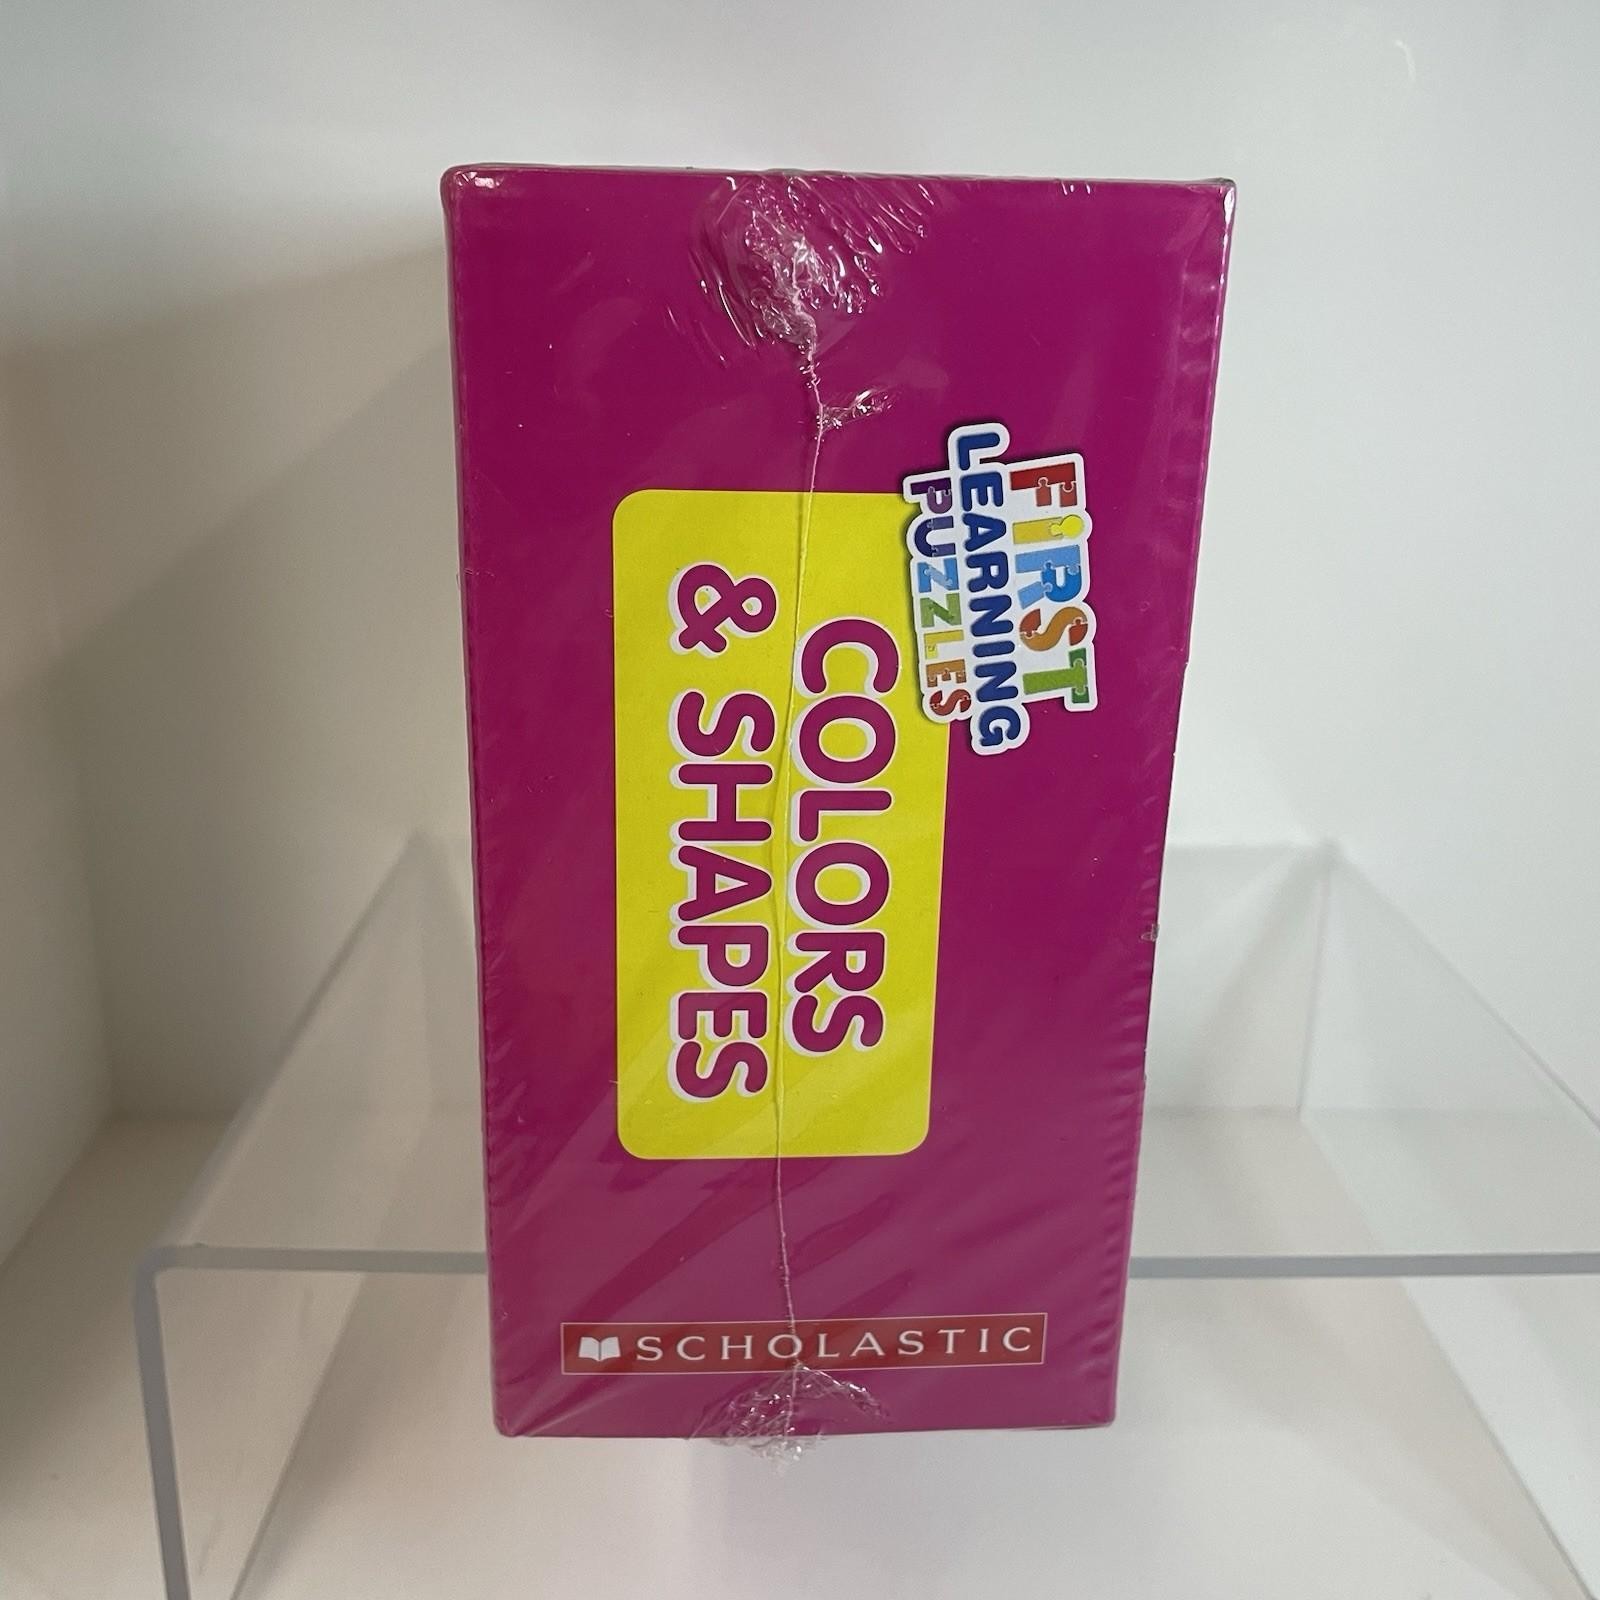 FiRST
LEARNING
PUZZLES
COLORS
& SHAPES
SCHOLASTIC